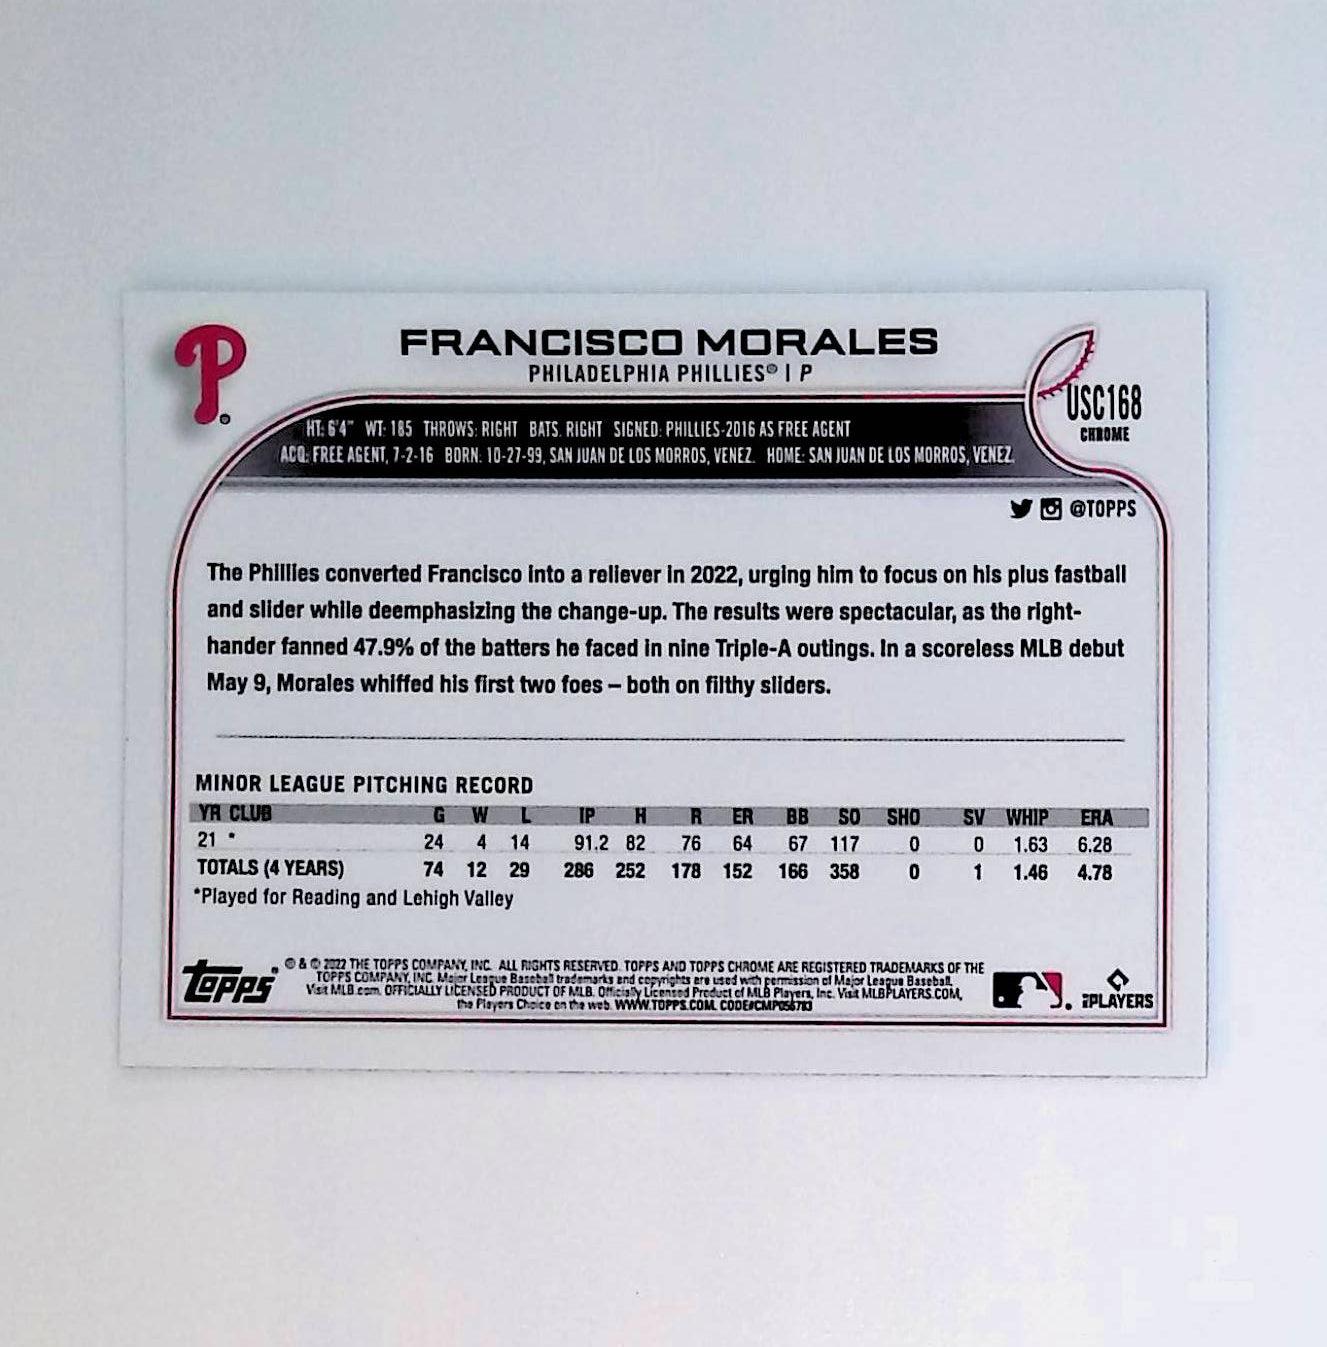 P®
FRANCISCO MORALES
PHILADELPHIA PHILLIES® | P
USC168
CHROME
HT: 6'4" WT: 185 THROWS: RIGHT BATS: RIGHT SIGNED: PHILLIES-2016 AS FREE AGENT
ACQ: FREE AGENT, 7-2-16 BORN: 10-27-99, SAN JUAN DE LOS MORROS, VENEZ. HOME: SAN JUAN DE LOS MORROS, VENEZ.
@TOPPS
The Phillies converted Francisco into a reliever in 2022, urging him to focus on his plus fastball
and slider while deemphasizing the change-up. The results were spectacular, as the right-
hander fanned 47.9% of the batters he faced in nine Triple-A outings. In a scoreless MLB debut
May 9, Morales whiffed his first two foes – both on filthy sliders.
MINOR LEAGUE PITCHING RECORD
YR CLUB G W L IP H R ER BB SO SHO SV WHIP ERA
21 * 24 4 14 91.2 82 76 64 67 117 0 0 1.63 6.28
TOTALS (4 YEARS) 74 12 29 286 252 178 152 166 358 0 1 1.46 4.78
*Played for Reading and Lehigh Valley
topps®
® & © 2022 THE TOPPS COMPANY, INC. ALL RIGHTS RESERVED. TOPPS AND TOPPS CHROME ARE REGISTERED TRADEMARKS OF THE
TOPPS COMPANY, INC. Major League Baseball trademarks and copyrights are used with permission of Major League Baseball.
Visit MLB.com. OFFICIALLY LICENSED PRODUCT OF MLB. Officially Licensed Product of MLB Players, Inc. Visit MLBPLAYERS.COM,
the Players Choice on the web. WWW.TOPPS.COM. CODE#CMP056783
PLAYERS